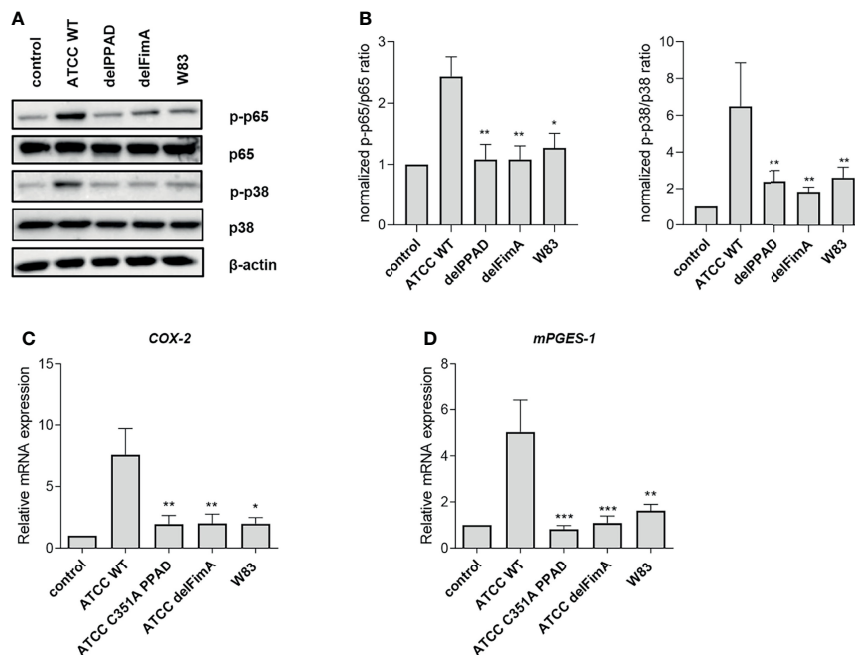 A
control
ATCC WT
delPPAD
delFimA
W83
p-p65
p65
p-p38
p38
β-actin
B
normalized p-p65/p65 ratio
3
2
1
0
**
**
*
control
ATCC WT
delPPAD
delFimA
W83
normalized p-p38/p38 ratio
10
8
6
4
2
0
**
**
**
control
ATCC WT
delPPAD
delFimA
W83
C
COX-2
Relative mRNA expression
15
10
5
0
**
**
*
control
ATCC WT
ATCC C351A PPAD
ATCC delFimA
W83
D
mPGES-1
Relative mRNA expression
8
6
4
2
0
***
***
**
control
ATCC WT
ATCC C351A PPAD
ATCC delFimA
W83